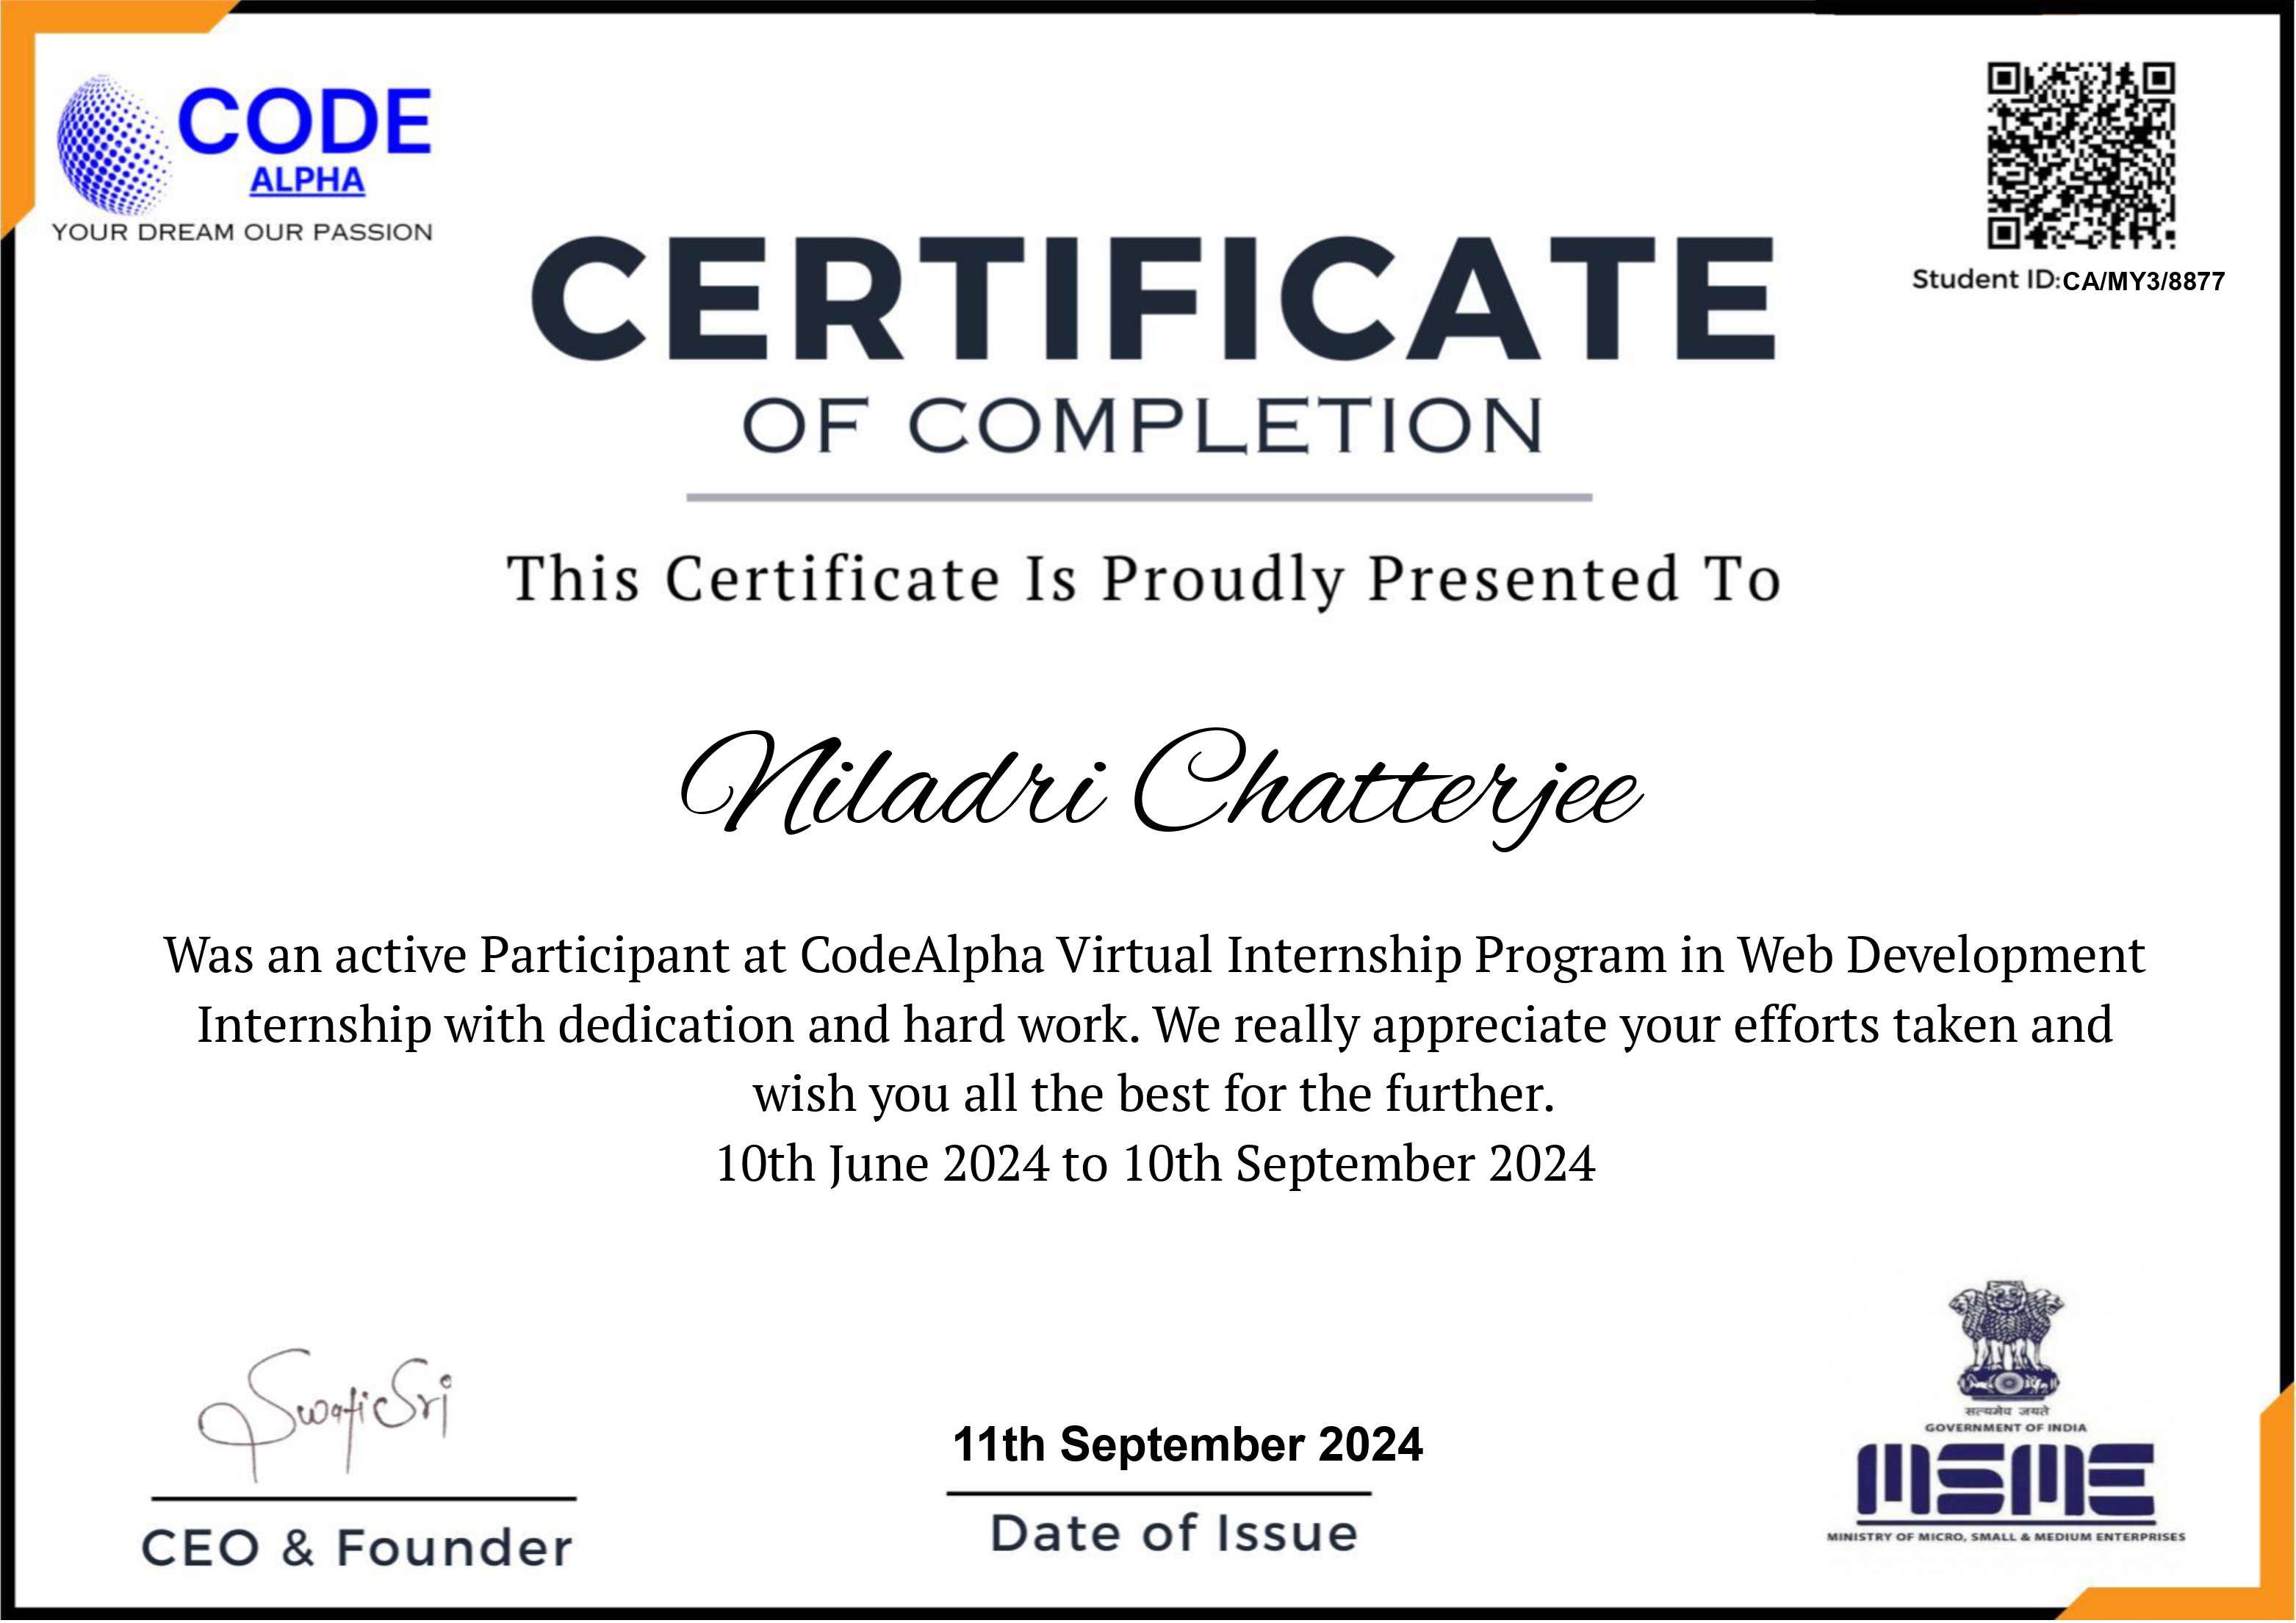 CODE
ALPHA
YOUR DREAM OUR PASSION
Student ID:CA/MY3/8877
CERTIFICATE
OF COMPLETION
This Certificate Is Proudly Presented To
Niladri Chatterjee
Was an active Participant at CodeAlpha Virtual Internship Program in Web Development
Internship with dedication and hard work. We really appreciate your efforts taken and
wish you all the best for the further.
10th June 2024 to 10th September 2024
SwatiSri
CEO & Founder
11th September 2024
Date of Issue
सत्यमेव जयते
GOVERNMENT OF INDIA
MSME
MINISTRY OF MICRO, SMALL & MEDIUM ENTERPRISES